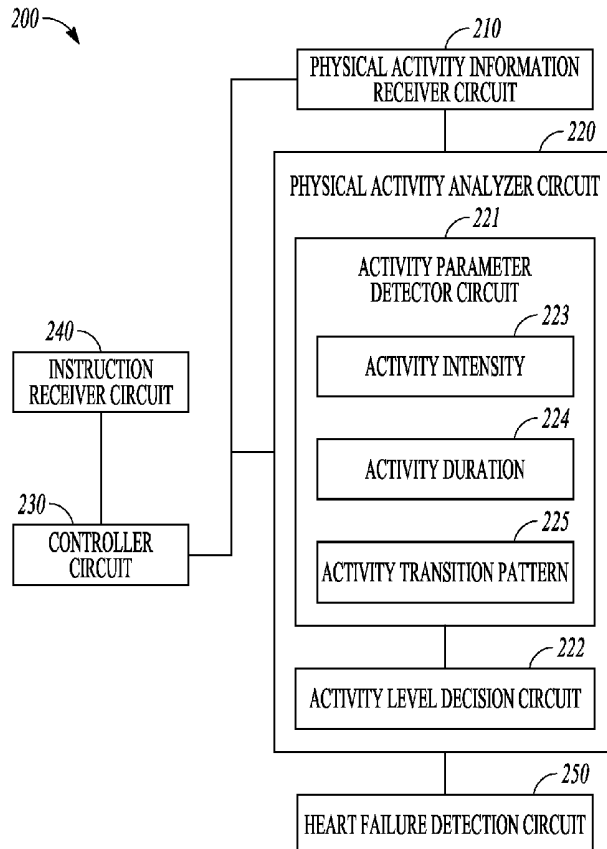 200
210
PHYSICAL ACTIVITY INFORMATION
RECEIVER CIRCUIT
220
PHYSICAL ACTIVITY ANALYZER CIRCUIT
221
ACTIVITY PARAMETER
DETECTOR CIRCUIT
223
ACTIVITY INTENSITY
224
ACTIVITY DURATION
225
ACTIVITY TRANSITION PATTERN
222
ACTIVITY LEVEL DECISION CIRCUIT
240
INSTRUCTION
RECEIVER CIRCUIT
230
CONTROLLER
CIRCUIT
250
HEART FAILURE DETECTION CIRCUIT